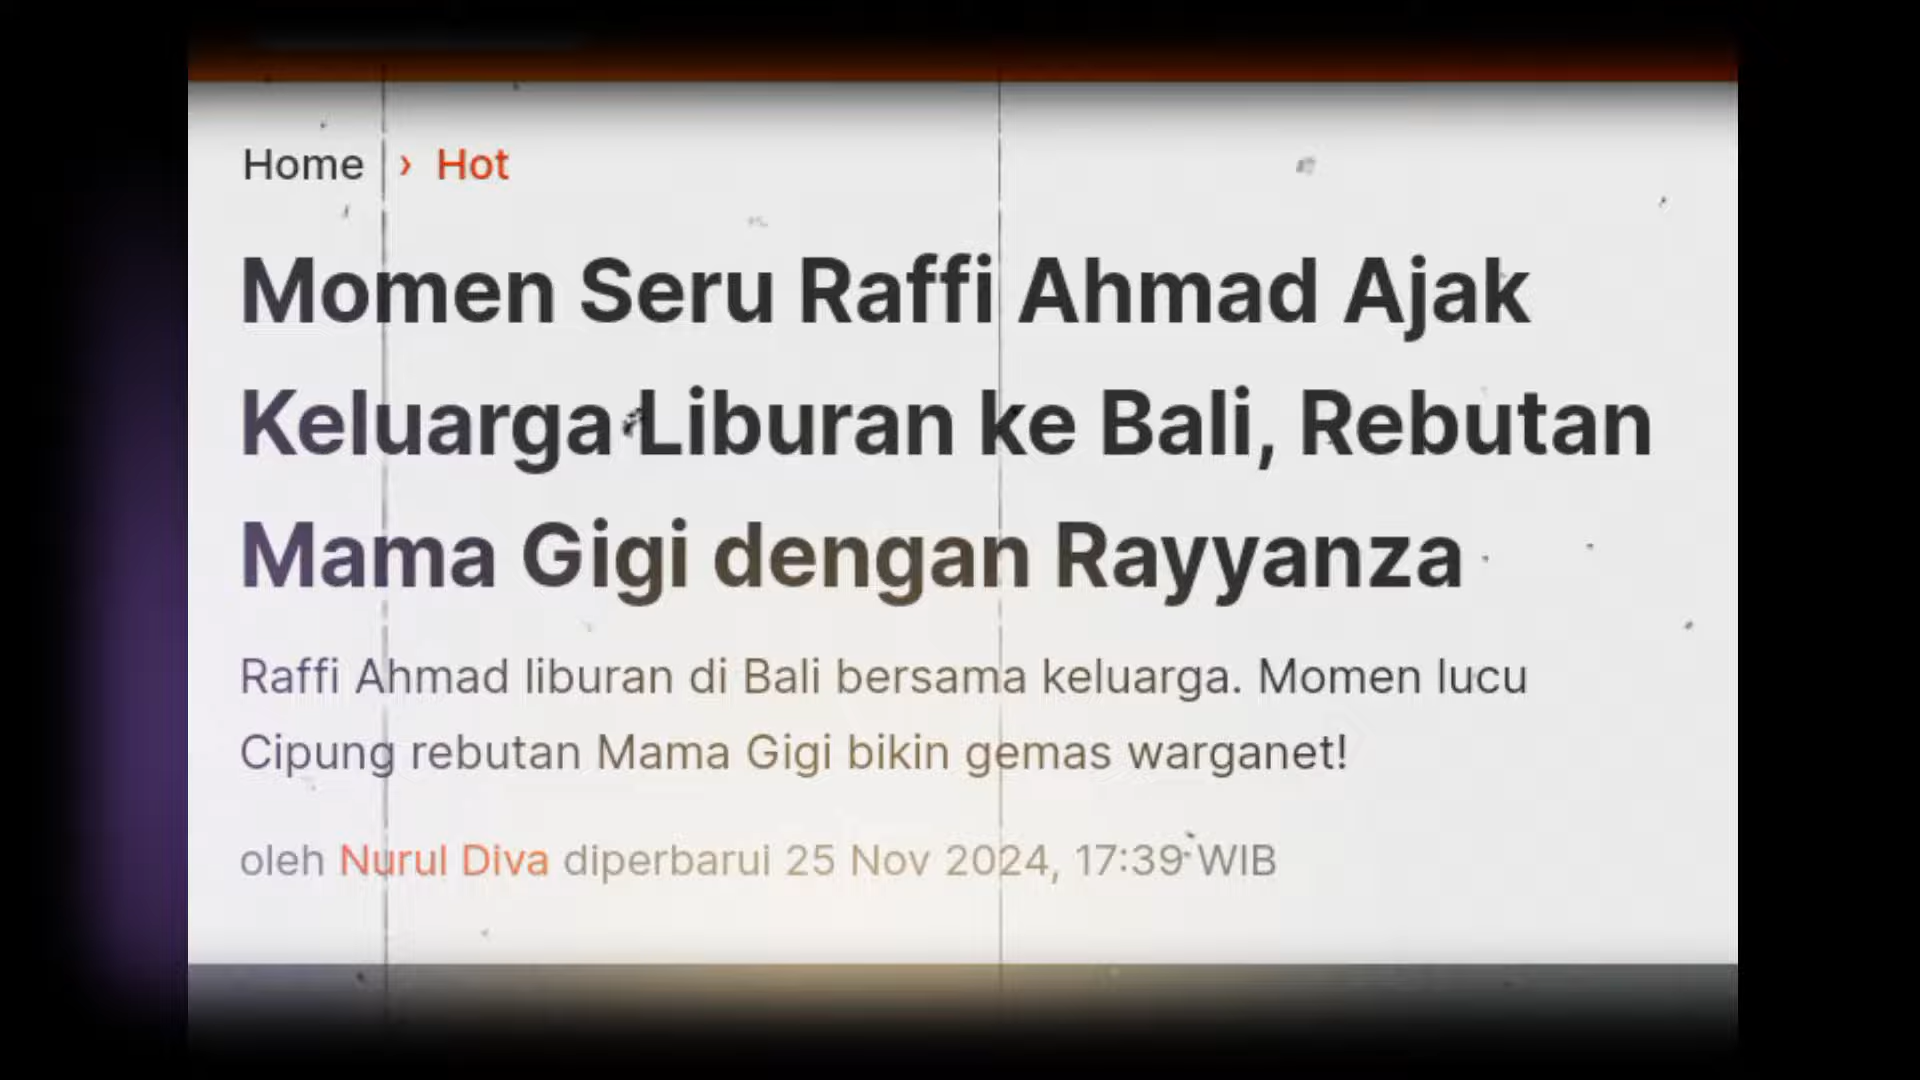 Home › Hot
Momen Seru Raffi Ahmad Ajak
Keluarga Liburan ke Bali, Rebutan
Mama Gigi dengan Rayyanza
Raffi Ahmad liburan di Bali bersama keluarga. Momen lucu
Cipung rebutan Mama Gigi bikin gemas warganet!
oleh Nurul Diva diperbarui 25 Nov 2024, 17:39 WIB